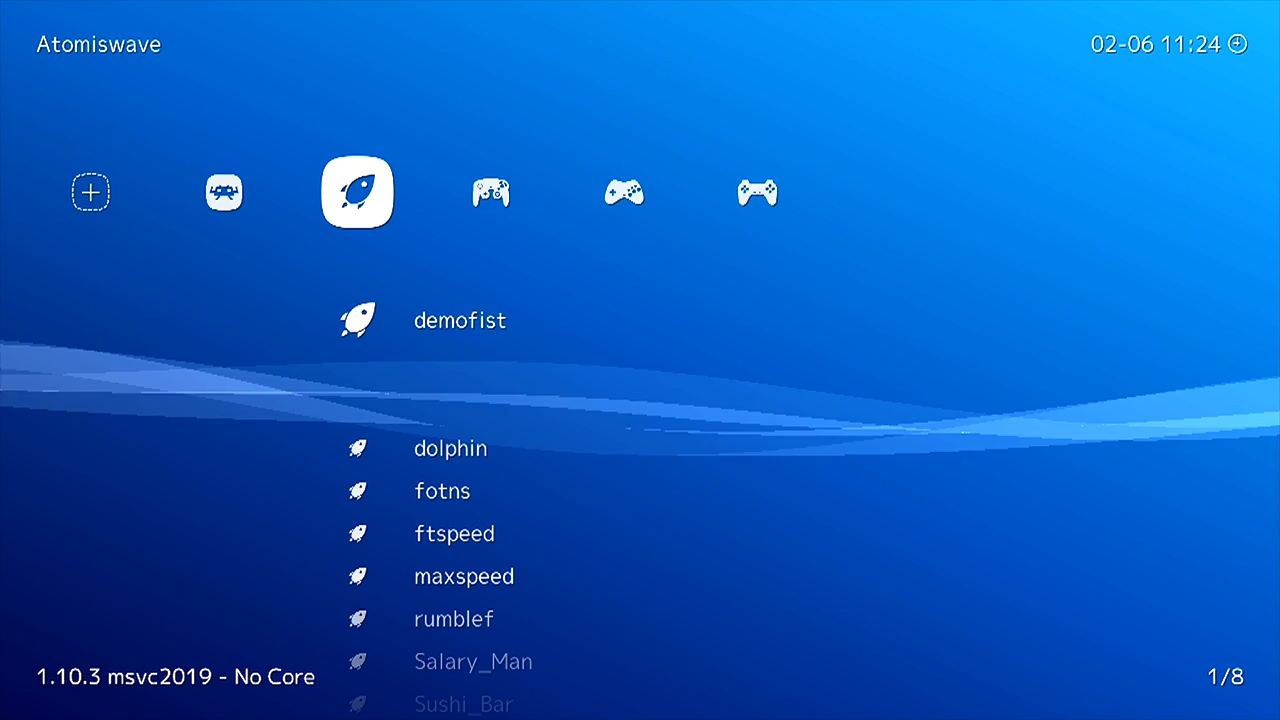 Atomiswave
02-06 11:24
demofist
dolphin
fotns
ftspeed
maxspeed
rumblef
Salary_Man
Sushi_Bar
1.10.3 msvc2019 - No Core
1/8